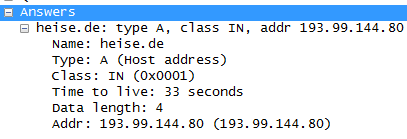 Answers
heise.de: type A, class IN, addr 193.99.144.80
Name: heise.de
Type: A (Host address)
Class: IN (0x0001)
Time to live: 33 seconds
Data length: 4
Addr: 193.99.144.80 (193.99.144.80)